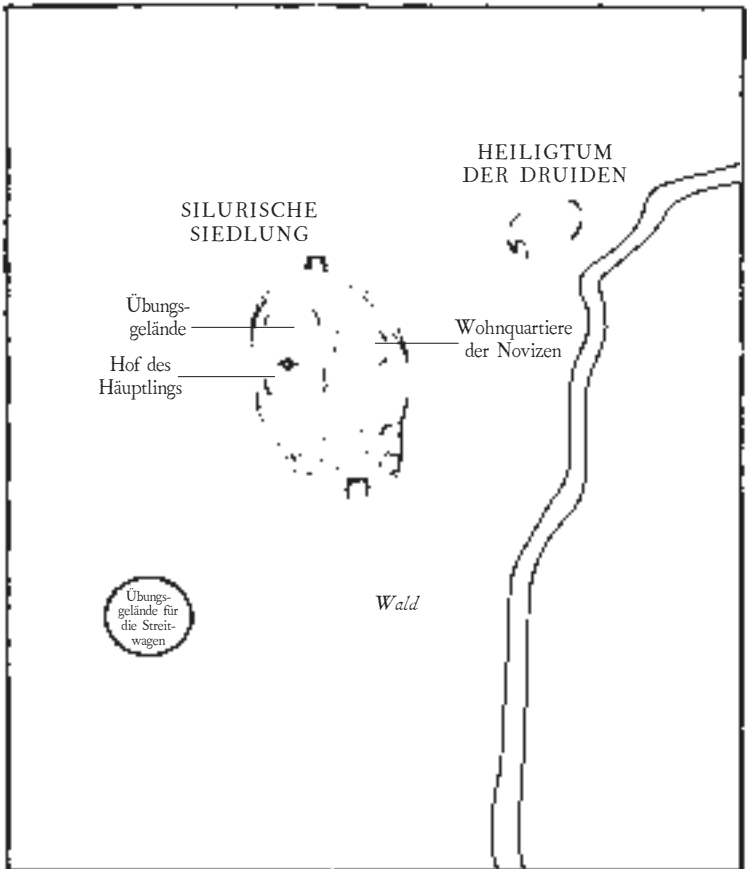 HEILIGTUM
DER DRUIDEN
SILURISCHE
SIEDLUNG
Übungs-
gelände
Wohnquartiere
der Novizen
Hof des
Häuptlings
Übungs-
gelände für
die Streit-
wagen
Wald